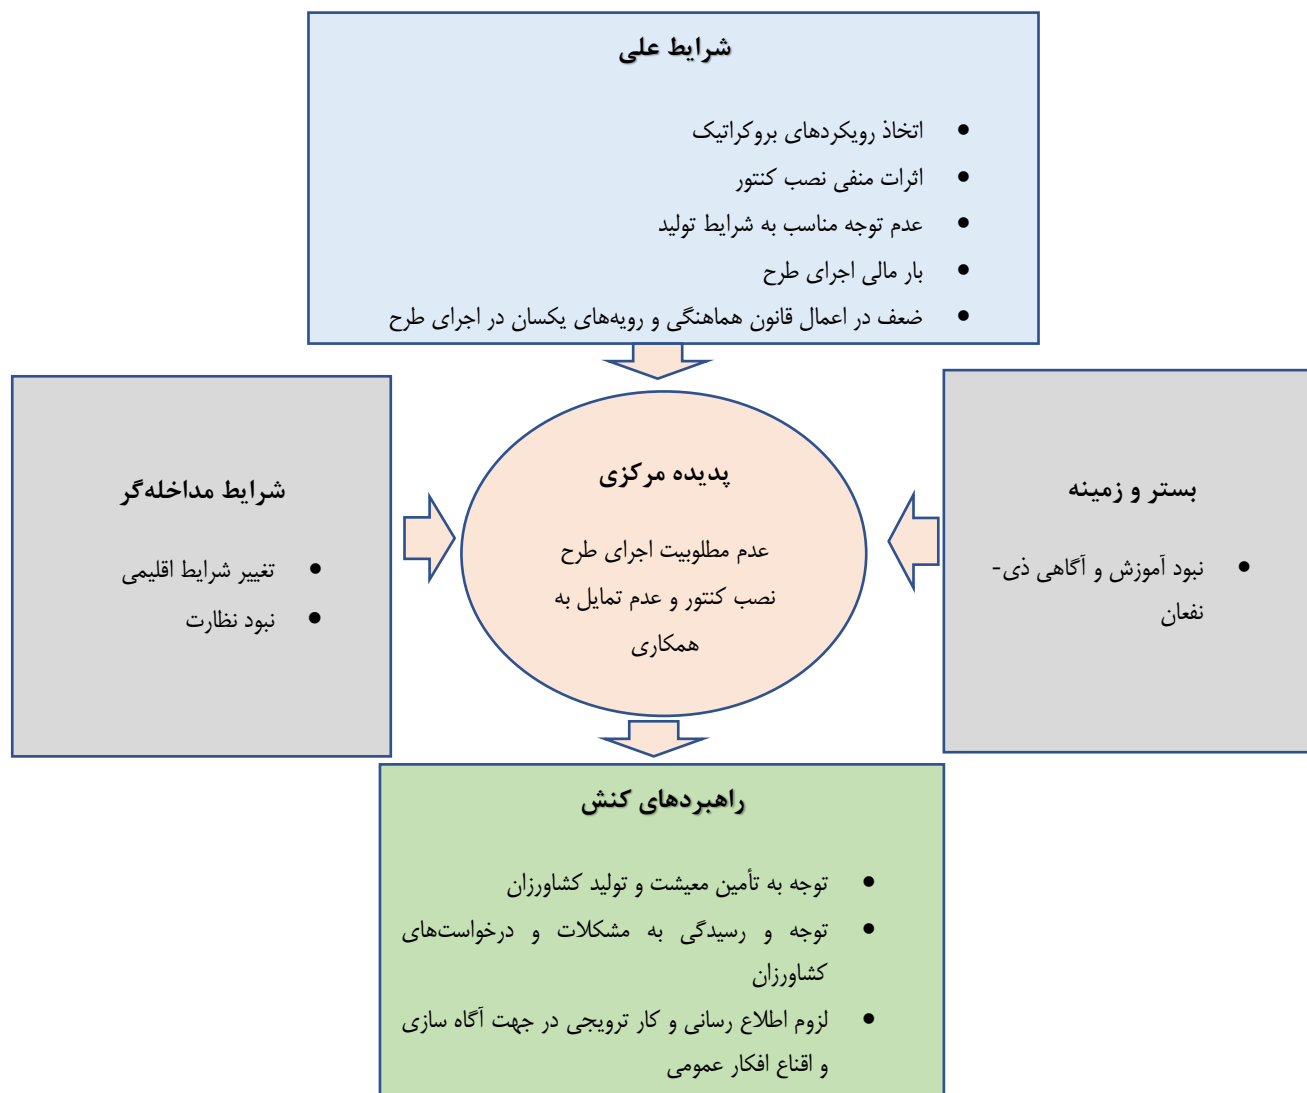 شرایط علی
اتخاذ رویکردهای بروکراتیک
اثرات منفی نصب کنتور
عدم توجه مناسب به شرایط تولید
بار مالی اجرای طرح
ضعف در اعمال قانون هماهنگی و رویه‌های یکسان در اجرای طرح
بستر و زمینه
نبود آموزش و آگاهی ذی-
نفعان
پدیده مرکزی
عدم مطلوبیت اجرای طرح
نصب کنتور و عدم تمایل به
همکاری
شرایط مداخله‌گر
تغییر شرایط اقلیمی
نبود نظارت
راهبردهای کنش
توجه به تأمین معیشت و تولید کشاورزان
توجه و رسیدگی به مشکلات و درخواست‌های
کشاورزان
لزوم اطلاع رسانی و کار ترویجی در جهت آگاه سازی
و اقناع افکار عمومی